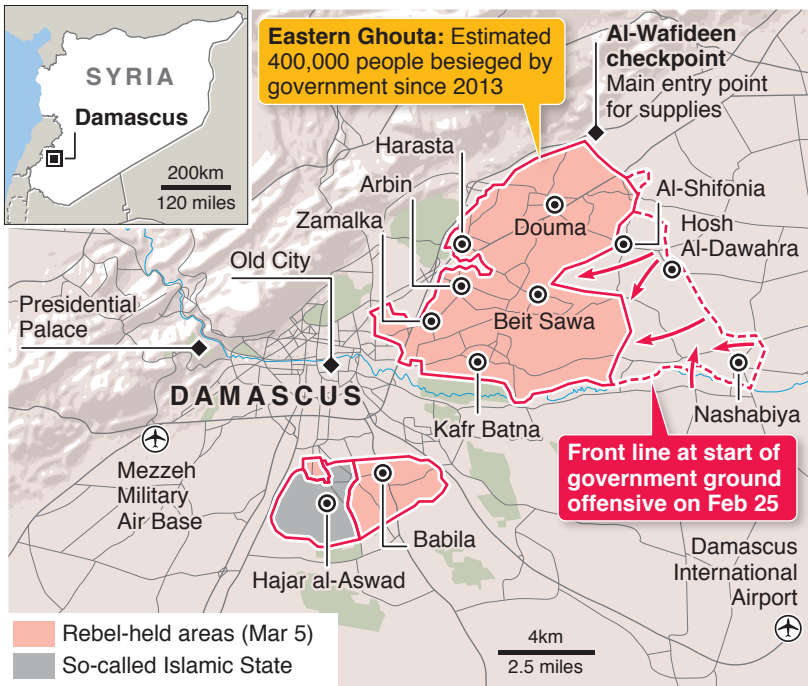 SYRIA
Damascus
200km
120 miles
Eastern Ghouta: Estimated
400,000 people besieged by
government since 2013
Al-Wafideen
checkpoint
Main entry point
for supplies
Harasta
Arbin
Zamalka
Old City
Presidential
Palace
Douma
Al-Shifonia
Hosh
Al-Dawahra
Beit Sawa
DAMASCUS
Kafr Batna
Nashabiya
Mezzeh
Military
Air Base
Front line at start of
government ground
offensive on Feb 25
Babila
Hajar al-Aswad
Damascus
International
Airport
Rebel-held areas (Mar 5)
So-called Islamic State
4km
2.5 miles